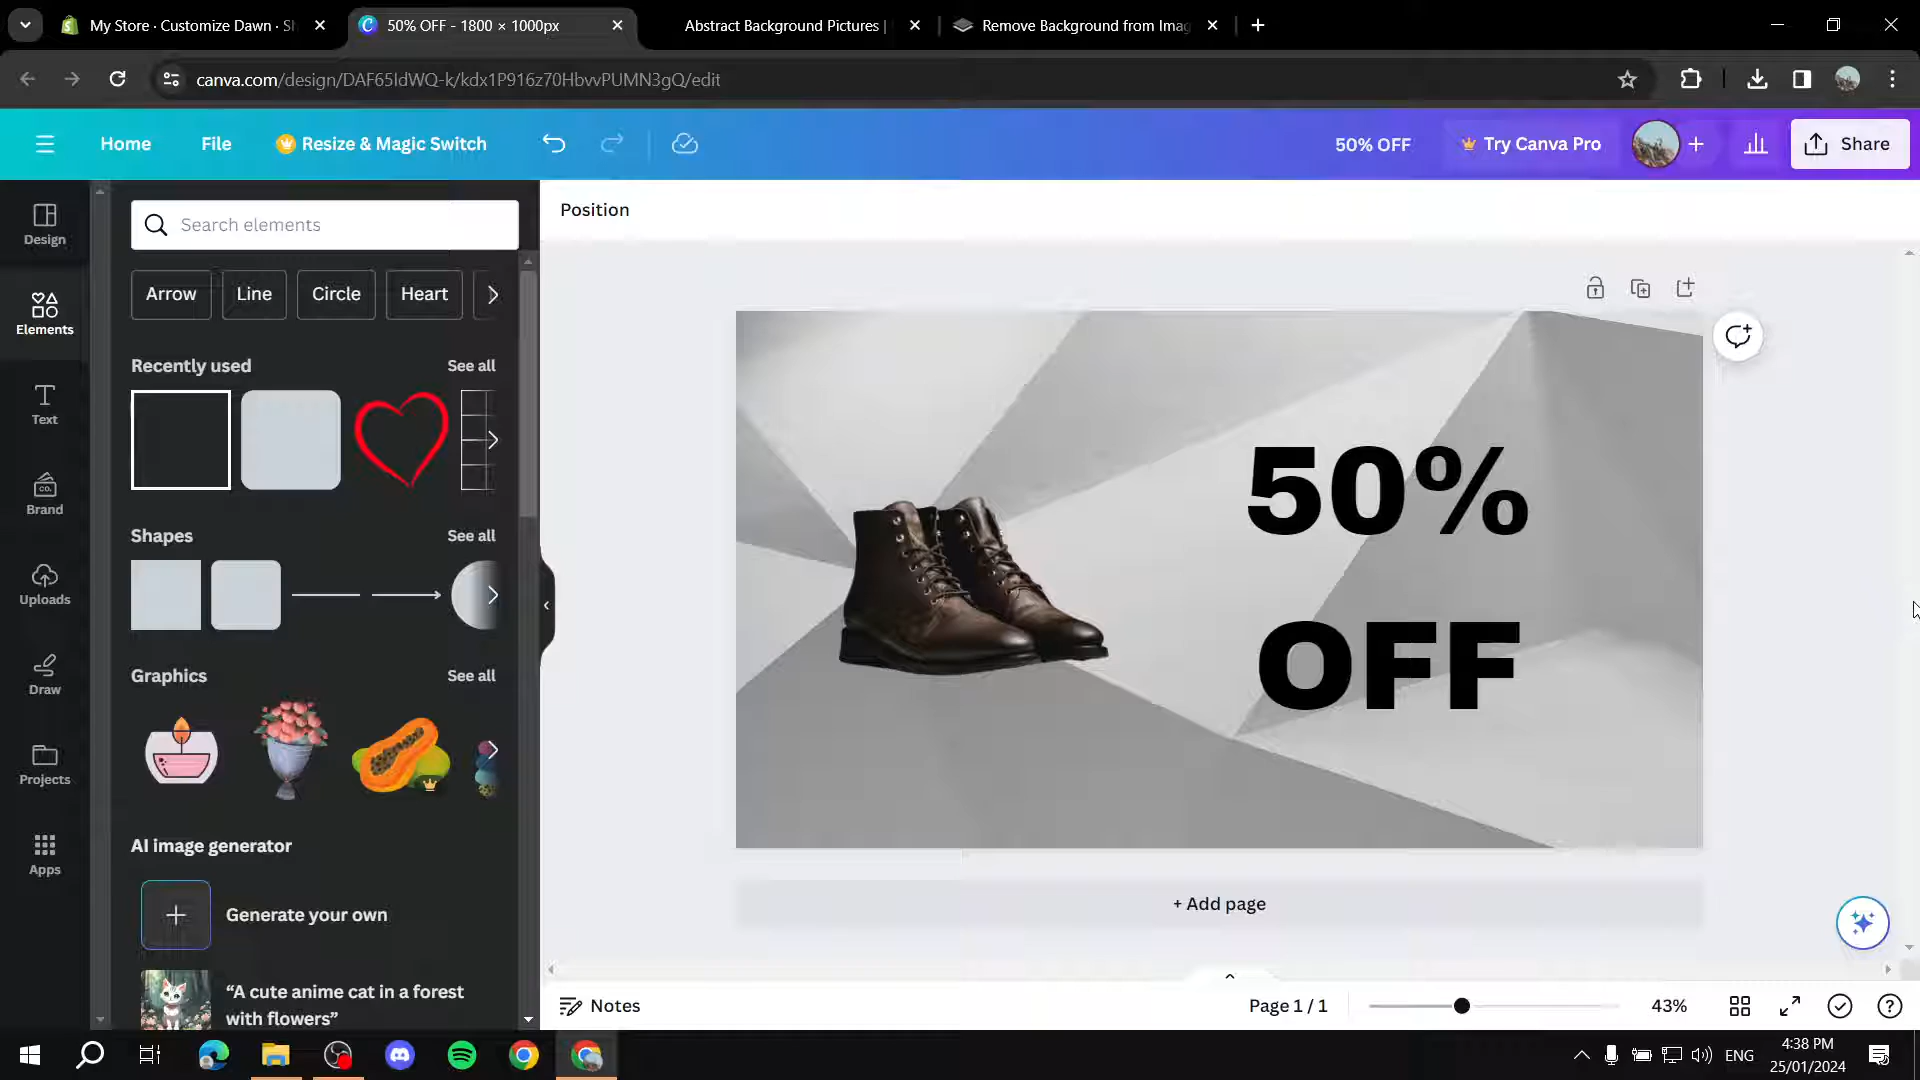 My Store · Customize Dawn · Sh
50% OFF - 1800 × 1000px
Abstract Background Pictures |
Remove Background from Imag
canva.com/design/DAF65IdWQ-k/kdx1P916z70HbvvPUMN3gQ/edit
Home
File
Resize & Magic Switch
50% OFF
Try Canva Pro
Share
Design
Elements
Text
Brand
Uploads
Draw
Projects
Apps
Search elements
Arrow
Line
Circle
Heart
Recently used
See all
Shapes
See all
Graphics
See all
AI image generator
Generate your own
“A cute anime cat in a forest
with flowers”
Position
50%
OFF
+ Add page
Notes
Page 1 / 1
43%
ENG
4:38 PM
25/01/2024